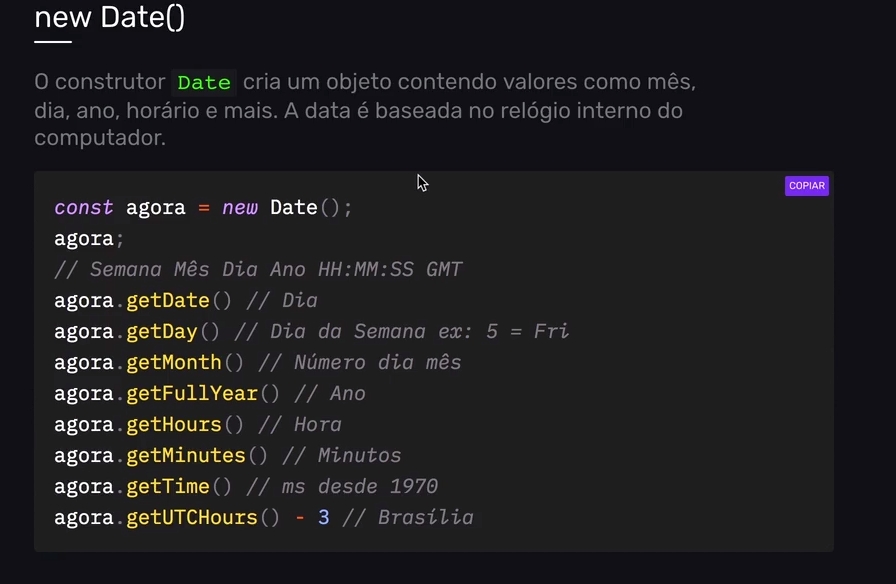 new Date()
O construtor Date cria um objeto contendo valores como mês,
dia, ano, horário e mais. A data é baseada no relógio interno do
computador.
COPIAR
const agora = new Date();
agora;
// Semana Mês Dia Ano HH:MM:SS GMT
agora.getDate() // Dia
agora.getDay() // Dia da Semana ex: 5 = Fri
agora.getMonth() // Número dia mês
agora.getFullYear() // Ano
agora.getHours() // Hora
agora.getMinutes() // Minutos
agora.getTime() // ms desde 1970
agora.getUTCHours() - 3 // Brasília